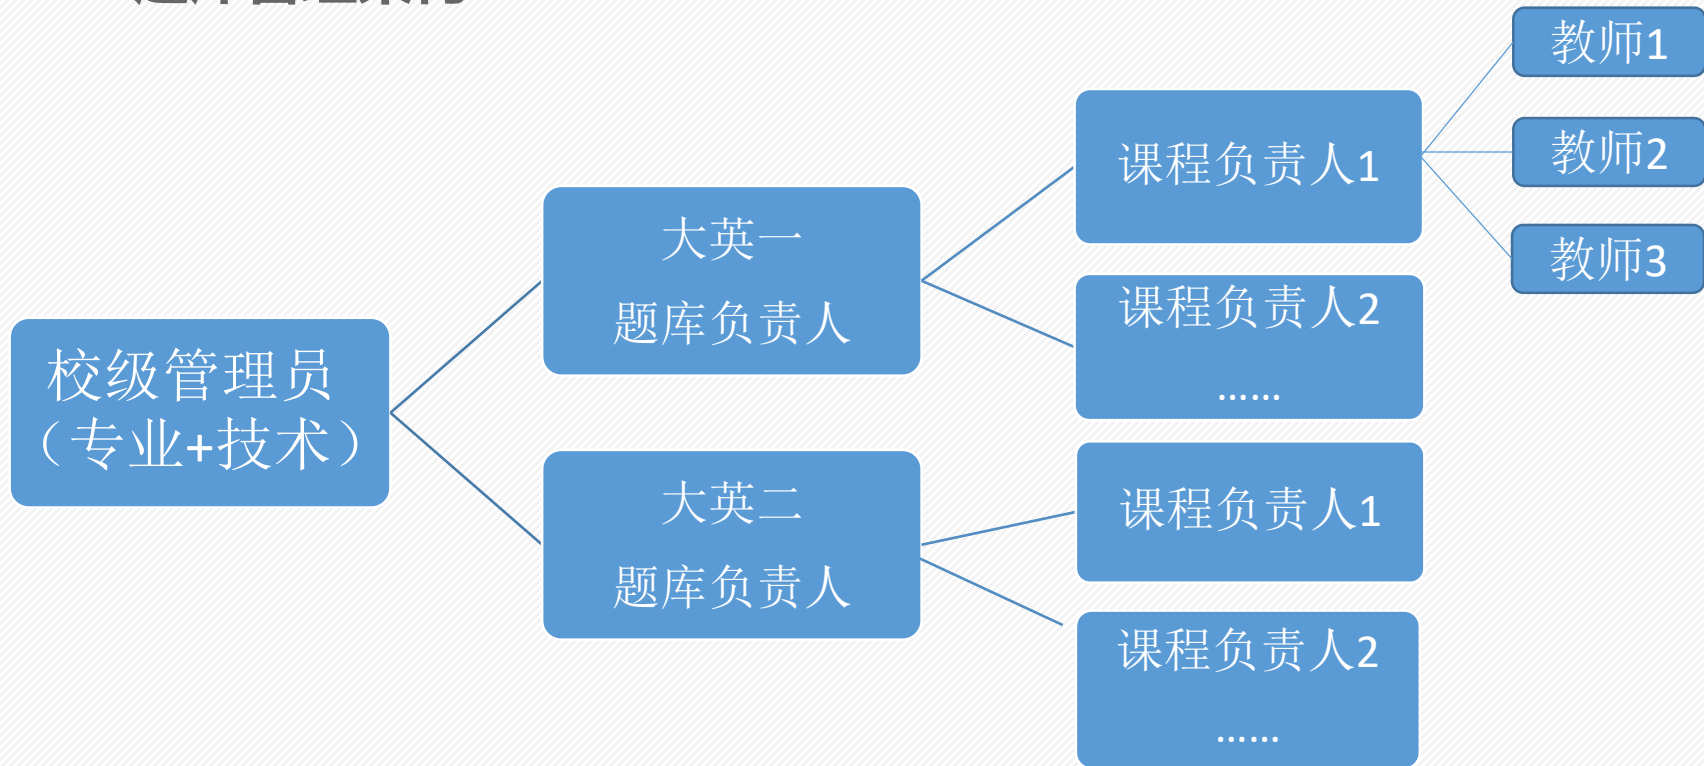 校级管理员
（专业+技术）
大英一
题库负责人
大英二
题库负责人
课程负责人1
课程负责人2
……
课程负责人1
课程负责人2
……
教师1
教师2
教师3